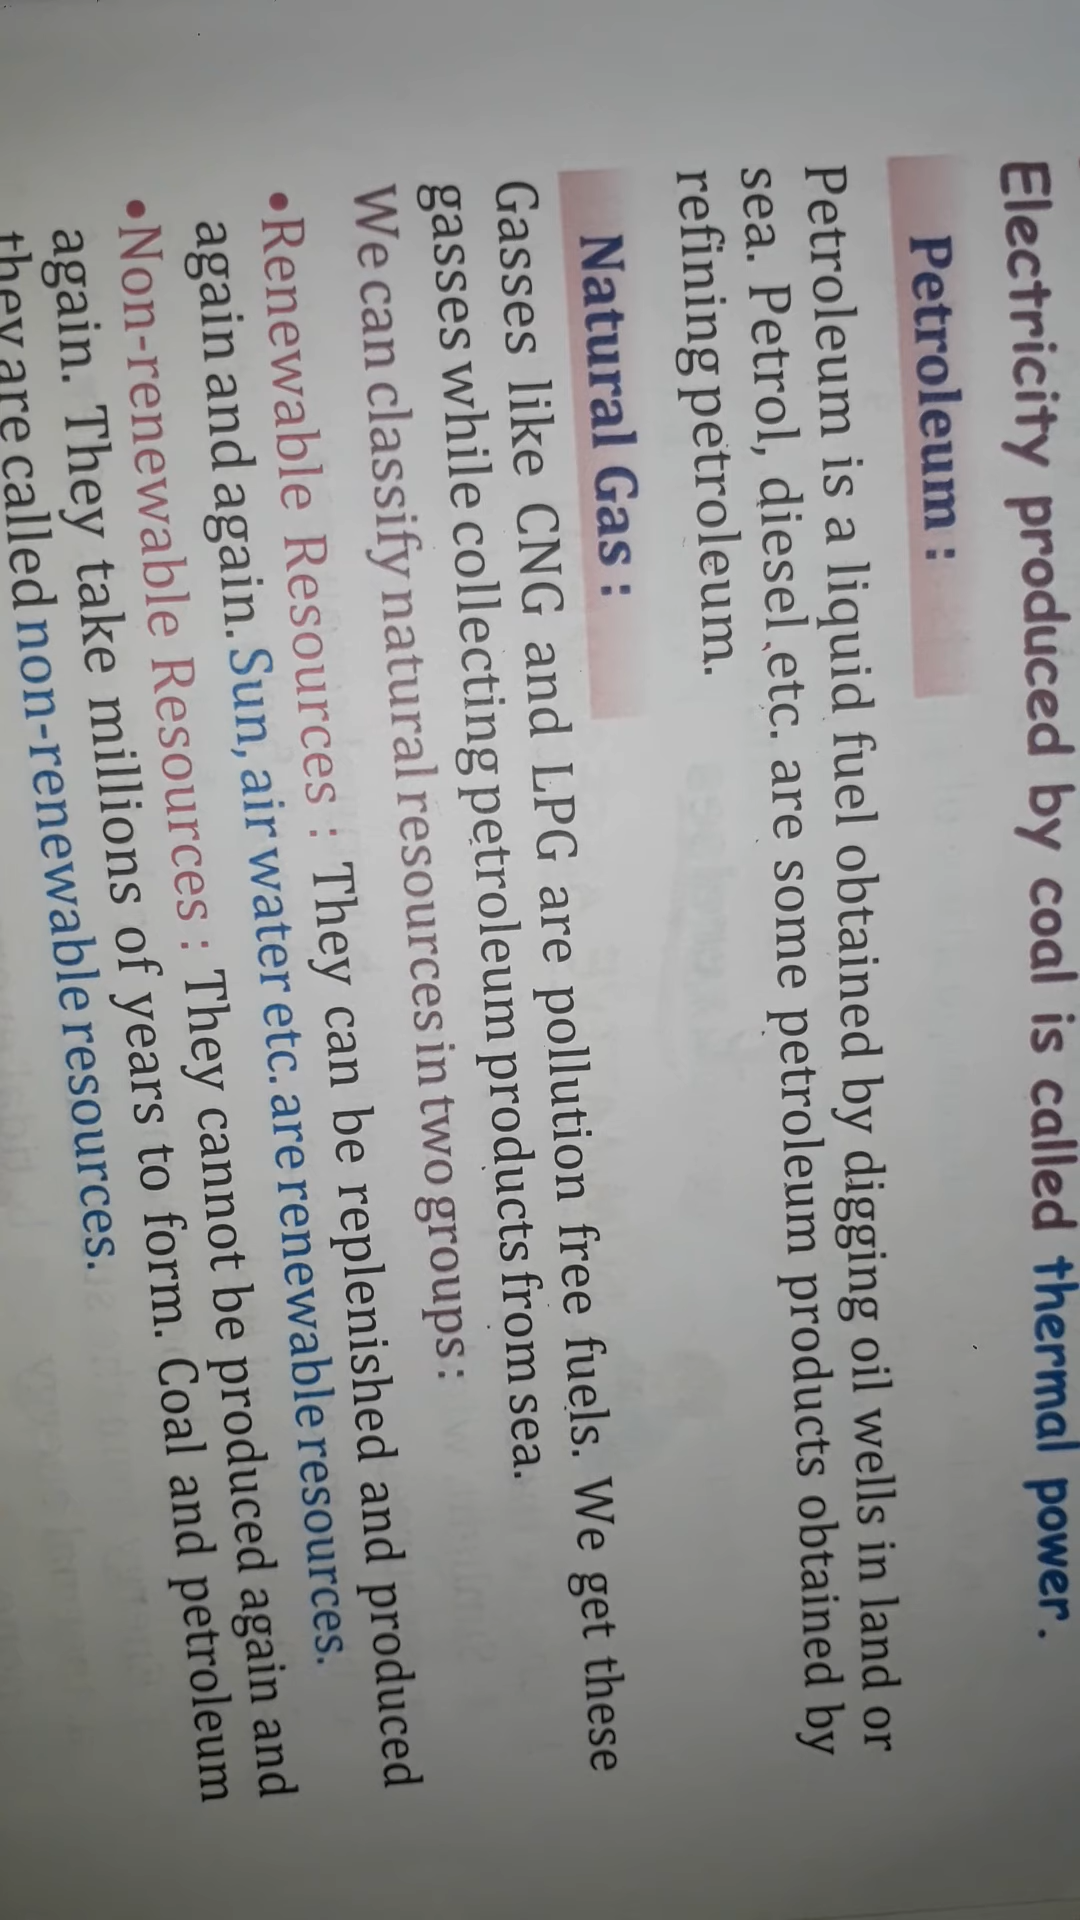 Electricity produced by coal is called thermal power.
Petroleum :
Petroleum is a liquid fuel obtained by digging oil wells in land or
sea. Petrol, diesel,etc. are some petroleum products obtained by
refining petroleum.
Natural Gas :
Gasses like CNG and LPG are pollution free fuels. We get these
gasses while collecting petroleum products from sea.
We can classify natural resources in two groups :
•Renewable Resources : They can be replenished and produced
again and again. Sun, air water etc. are renewable resources.
•Non-renewable Resources : They cannot be produced again and
again. They take millions of years to form. Coal and petroleum
they are called non-renewable resources.